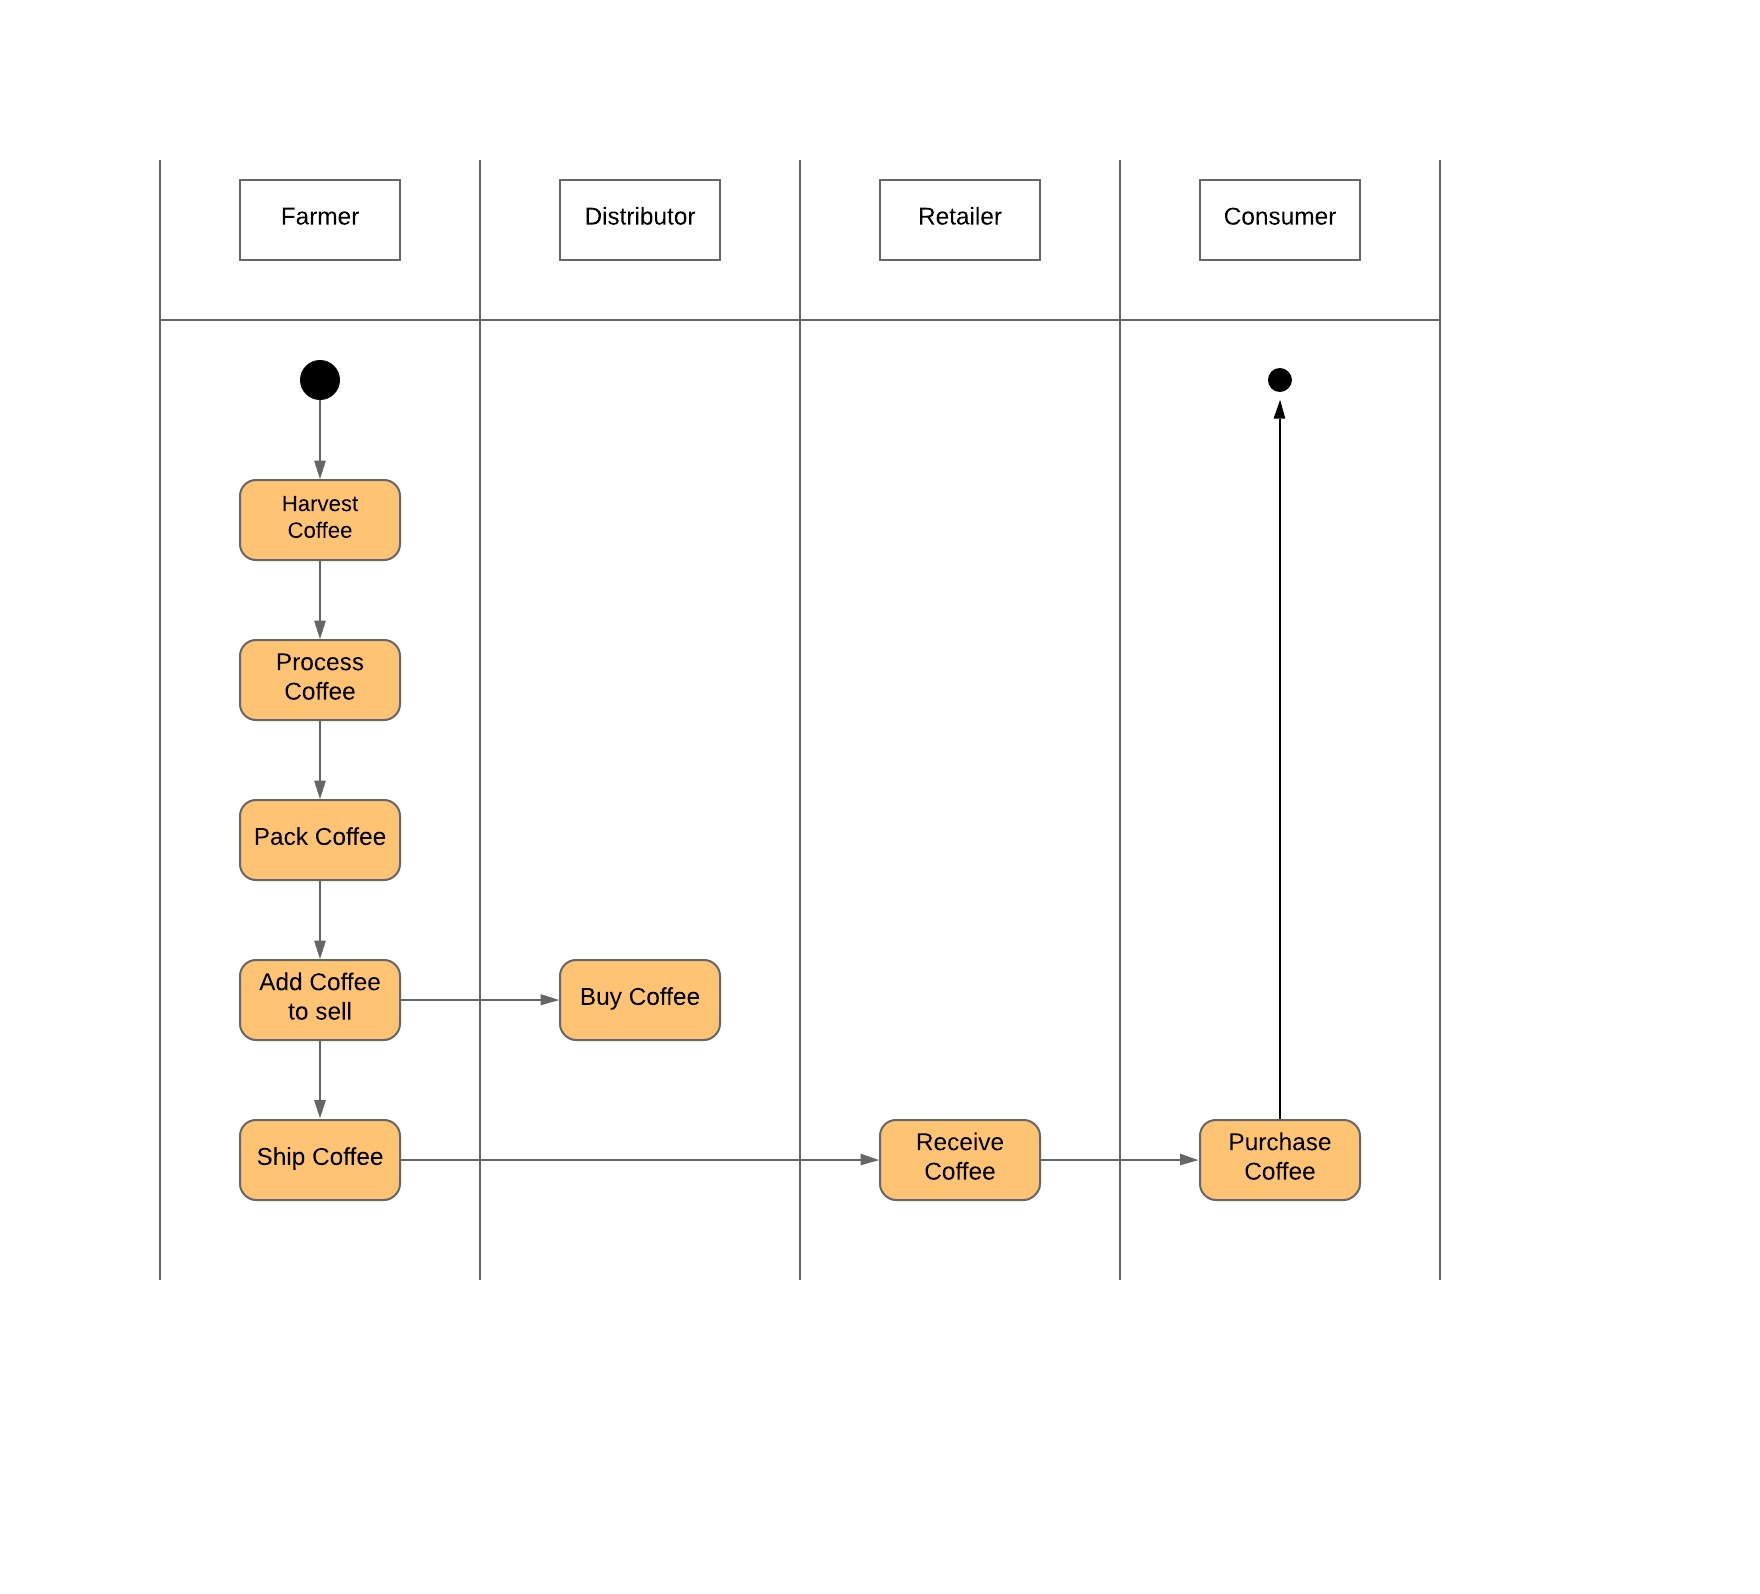 Farmer
Distributor
Retailer
Consumer
Harvest
Coffee
Process
Coffee
Pack Coffee
Add Coffee
to sell
Buy Coffee
Ship Coffee
Receive
Coffee
Purchase
Coffee